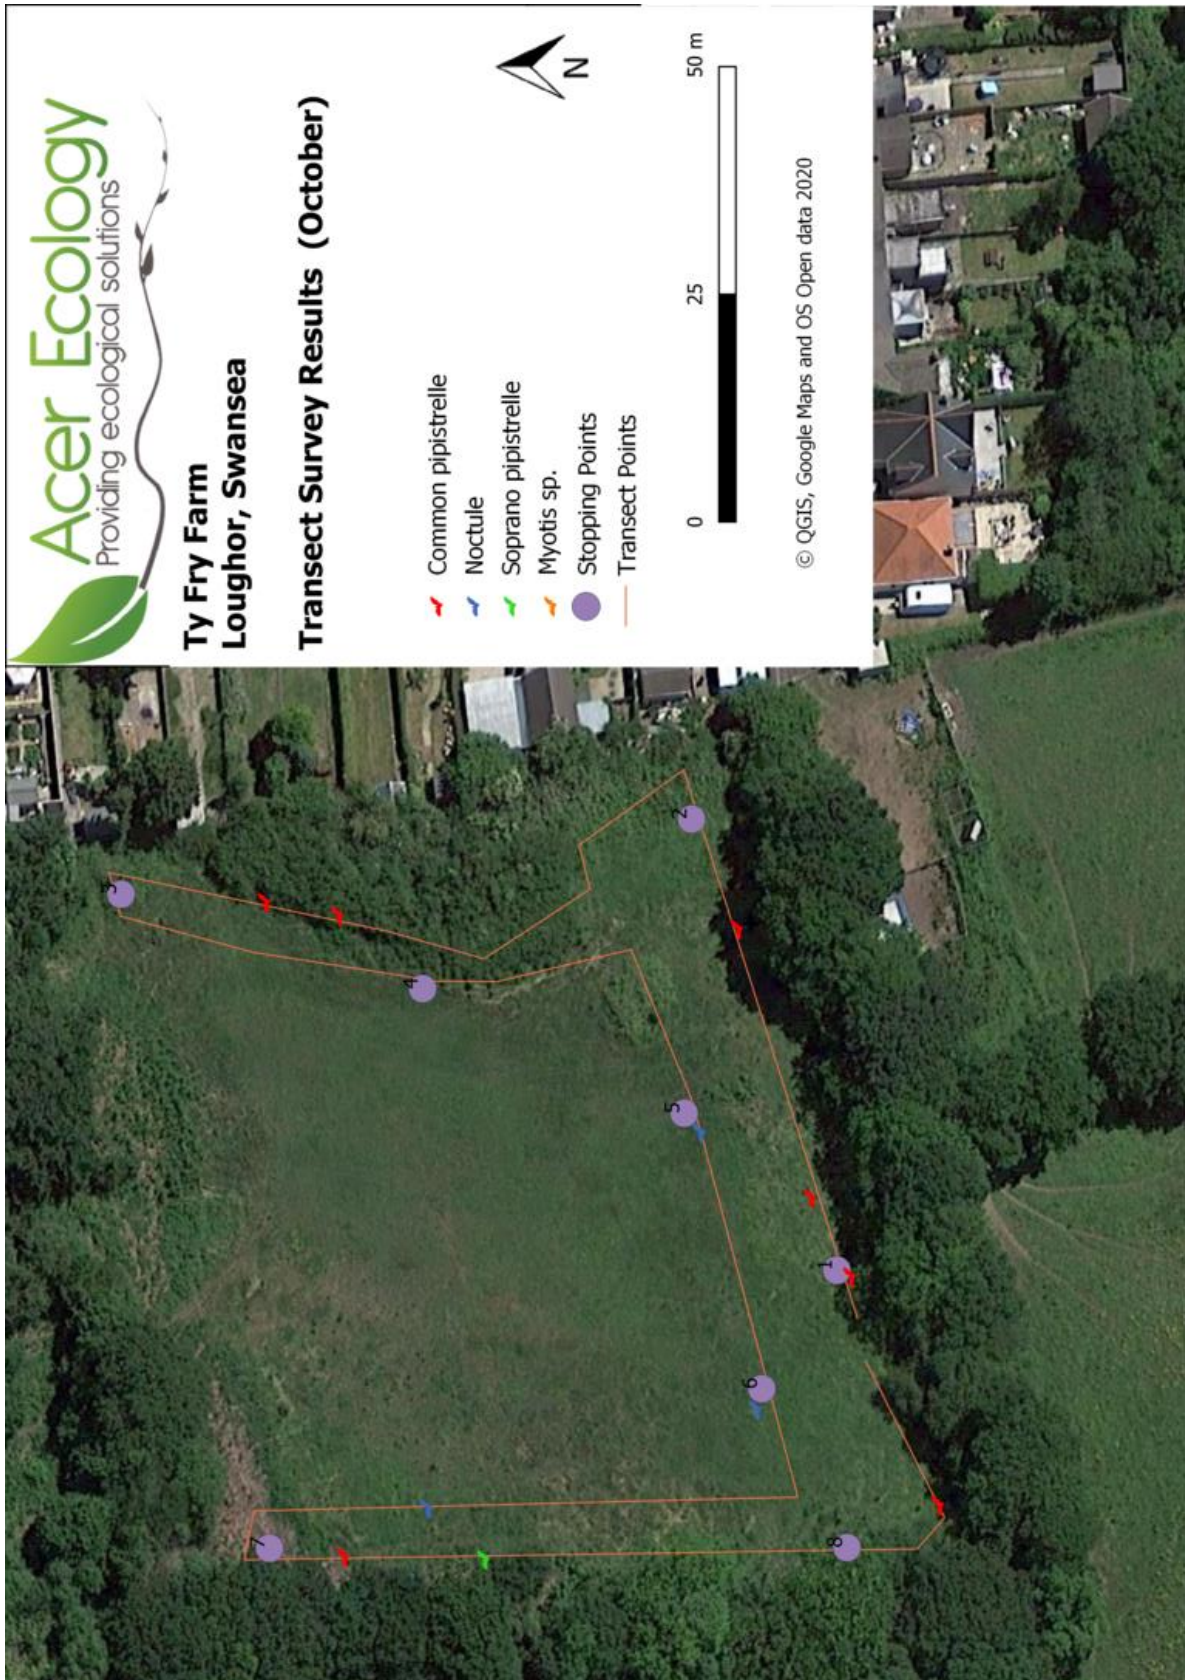 Acer Ecology
Providing ecological solutions
Ty Fry Farm
Loughor, Swansea
Transect Survey Results (October)
Common pipistrelle
Noctule
Soprano pipistrelle
Myotis sp.
Stopping Points
Transect Points
N
0 25 50 m
© QGIS, Google Maps and OS Open data 2020
1
2
3
4
5
6
7
8